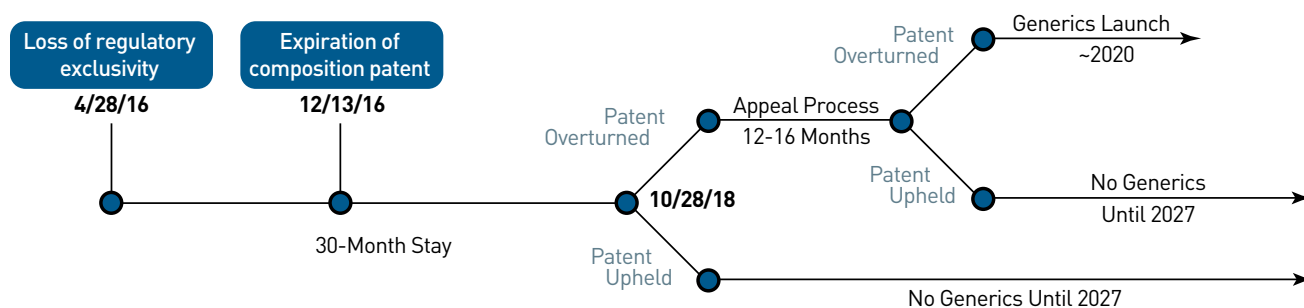 Loss of regulatory
exclusivity
4/28/16
Expiration of
composition patent
12/13/16
30-Month Stay
10/28/18
Patent
Overturned
Appeal Process
12-16 Months
Patent
Overturned
Generics Launch
~2020
Patent
Upheld
No Generics
Until 2027
Patent
Upheld
No Generics Until 2027